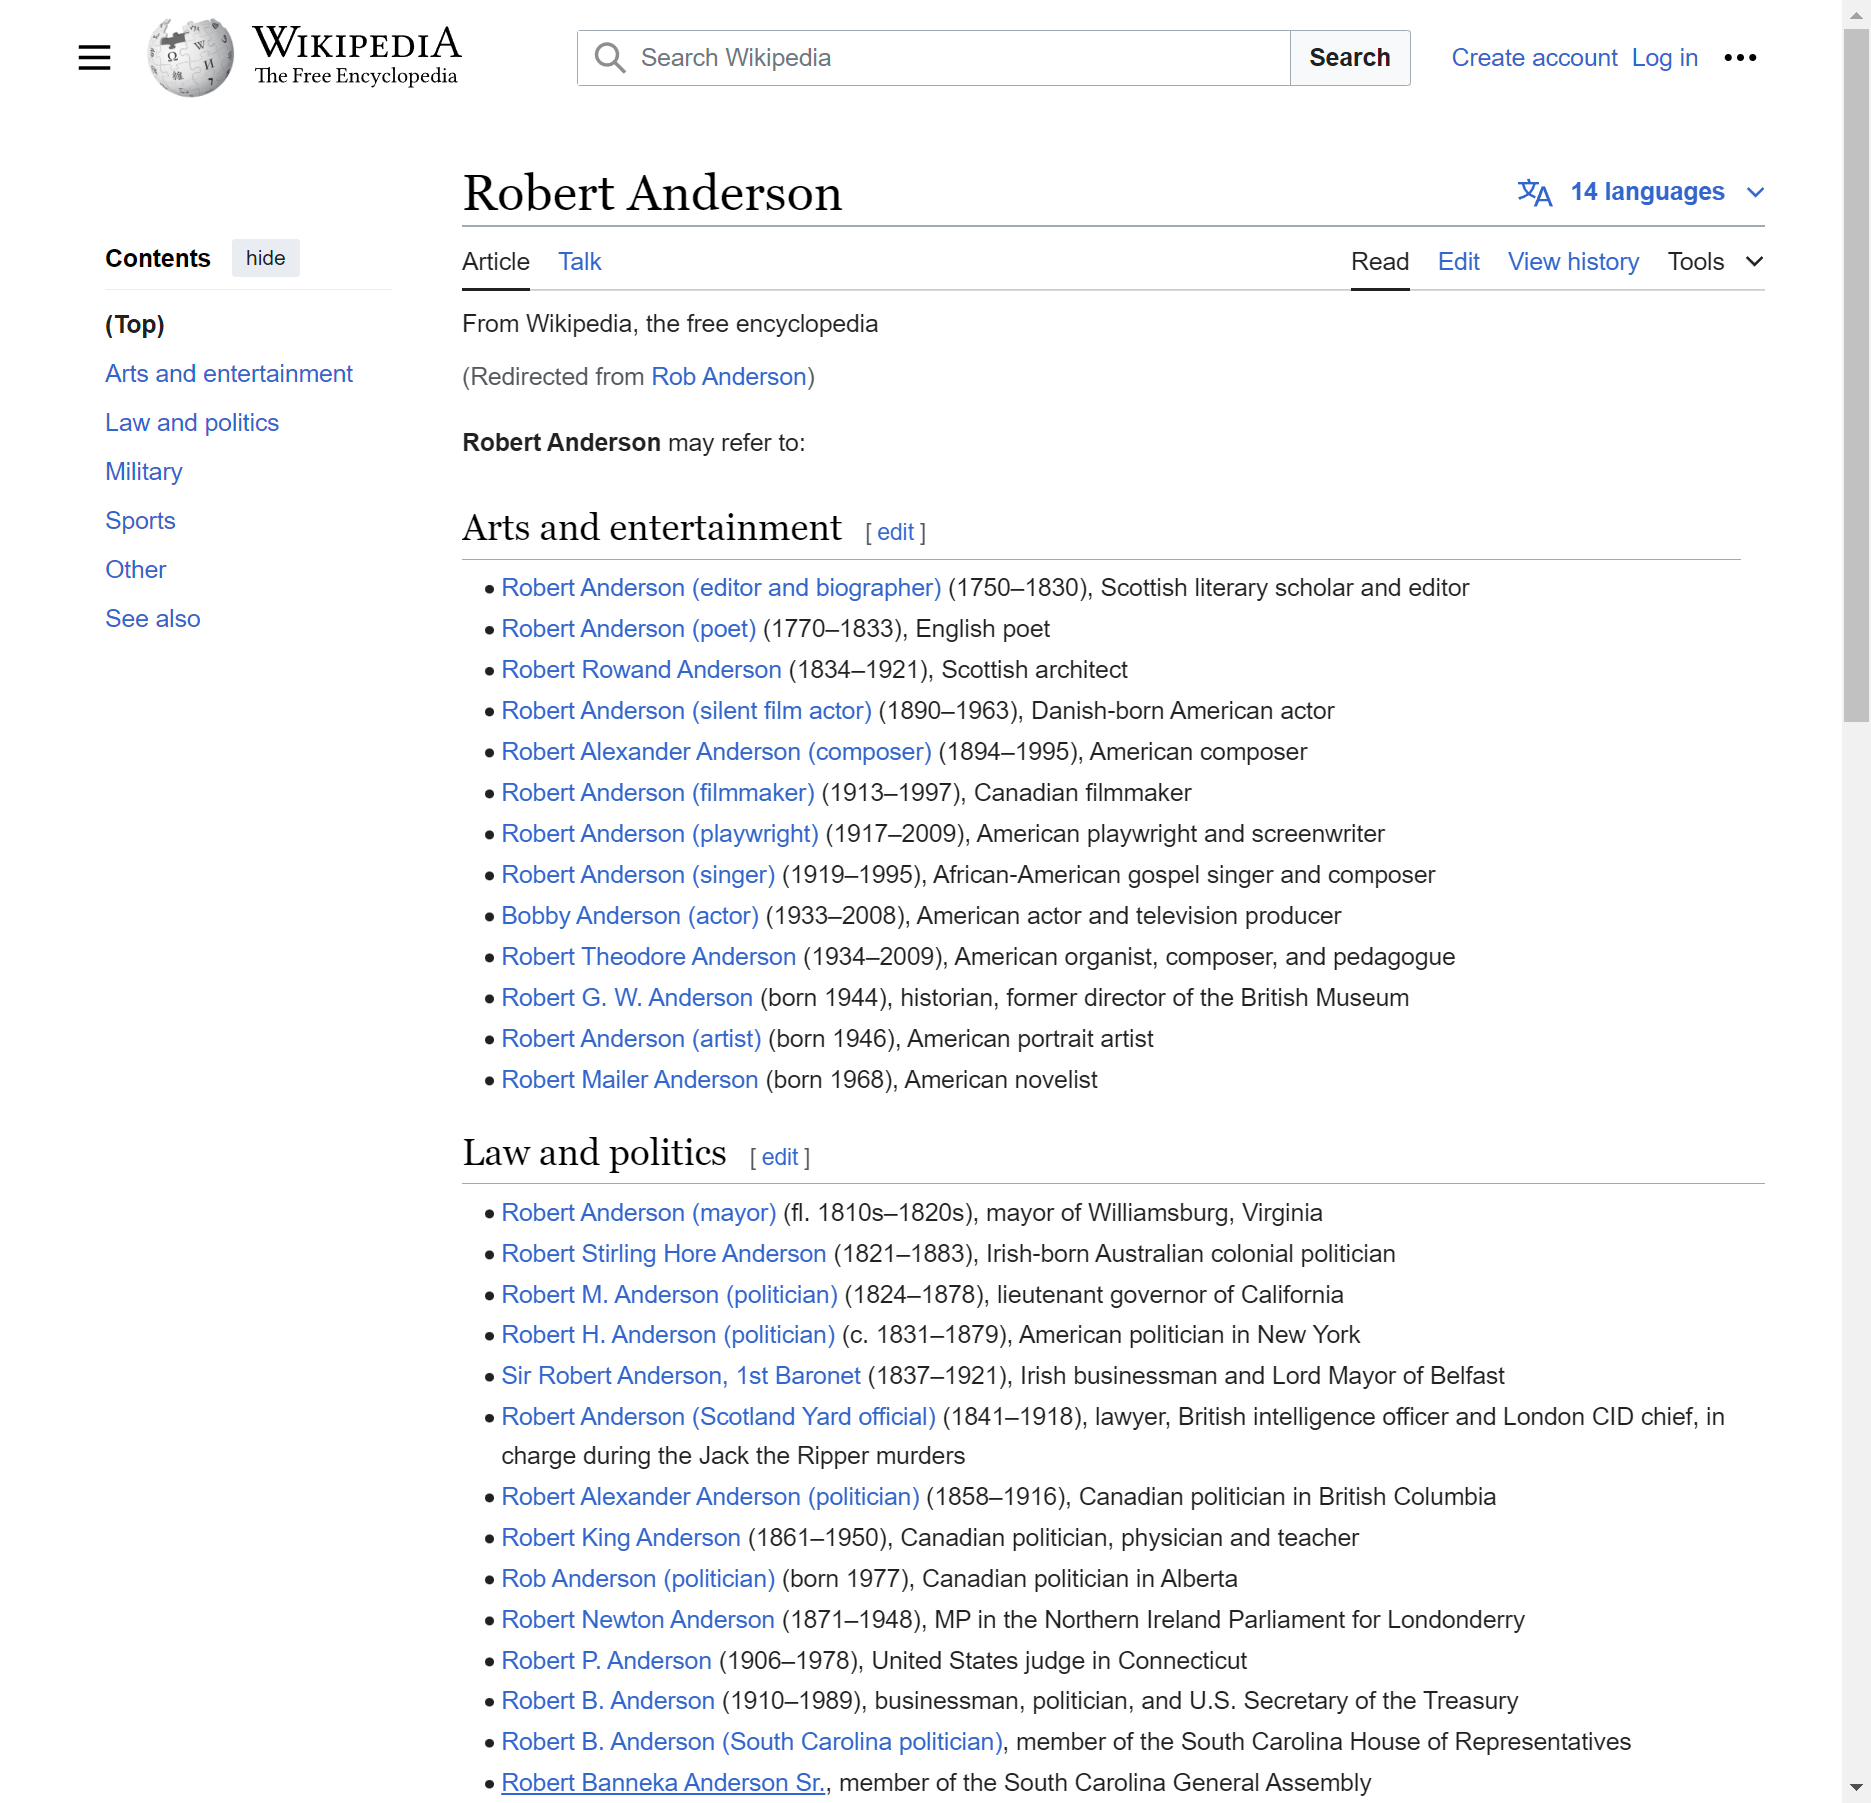 WIKIPEDIA
The Free Encyclopedia
Search Wikipedia
Search
Create account Log in
Robert Anderson
14 languages
Contents hide
(Top)
Arts and entertainment
Law and politics
Military
Sports
Other
See also
Article Talk
Read Edit View history Tools
From Wikipedia, the free encyclopedia
(Redirected from Rob Anderson)
Robert Anderson may refer to:
Arts and entertainment [ edit ]
• Robert Anderson (editor and biographer) (1750–1830), Scottish literary scholar and editor
• Robert Anderson (poet) (1770–1833), English poet
• Robert Rowand Anderson (1834–1921), Scottish architect
• Robert Anderson (silent film actor) (1890–1963), Danish-born American actor
• Robert Alexander Anderson (composer) (1894–1995), American composer
• Robert Anderson (filmmaker) (1913–1997), Canadian filmmaker
• Robert Anderson (playwright) (1917–2009), American playwright and screenwriter
• Robert Anderson (singer) (1919–1995), African-American gospel singer and composer
• Bobby Anderson (actor) (1933–2008), American actor and television producer
• Robert Theodore Anderson (1934–2009), American organist, composer, and pedagogue
• Robert G. W. Anderson (born 1944), historian, former director of the British Museum
• Robert Anderson (artist) (born 1946), American portrait artist
• Robert Mailer Anderson (born 1968), American novelist
Law and politics [ edit ]
• Robert Anderson (mayor) (fl. 1810s–1820s), mayor of Williamsburg, Virginia
• Robert Stirling Hore Anderson (1821–1883), Irish-born Australian colonial politician
• Robert M. Anderson (politician) (1824–1878), lieutenant governor of California
• Robert H. Anderson (politician) (c. 1831–1879), American politician in New York
• Sir Robert Anderson, 1st Baronet (1837–1921), Irish businessman and Lord Mayor of Belfast
• Robert Anderson (Scotland Yard official) (1841–1918), lawyer, British intelligence officer and London CID chief, in
charge during the Jack the Ripper murders
• Robert Alexander Anderson (politician) (1858–1916), Canadian politician in British Columbia
• Robert King Anderson (1861–1950), Canadian politician, physician and teacher
• Rob Anderson (politician) (born 1977), Canadian politician in Alberta
• Robert Newton Anderson (1871–1948), MP in the Northern Ireland Parliament for Londonderry
• Robert P. Anderson (1906–1978), United States judge in Connecticut
• Robert B. Anderson (1910–1989), businessman, politician, and U.S. Secretary of the Treasury
• Robert B. Anderson (South Carolina politician), member of the South Carolina House of Representatives
• Robert Banneka Anderson Sr., member of the South Carolina General Assembly